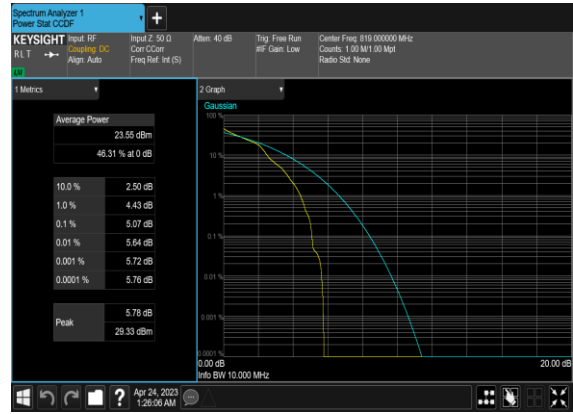 Spectrum Analyzer 1
Power Stat CCDF
+
KEYSIGHT Input: RF Input Z: 50 Ω Atten: 40 dB Trig: Free Run Center Freq: 819.000000 MHz
RLT Coupling: DC Corr CCorr #IF Gain: Low Counts: 1.00 M/1.00 Mpt
Align: Auto Freq Ref: Int (S) Radio Std: None
1 Metrics
2 Graph
Average Power
23.55 dBm
46.31 % at 0 dB
10.0 % 2.50 dB
1.0 % 4.43 dB
0.1 % 5.07 dB
0.01 % 5.64 dB
0.001 % 5.72 dB
0.0001 % 5.76 dB
Peak 5.78 dB
29.33 dBm
Gaussian
100 %
10 %
1 %
0.1 %
0.01 %
0.001 %
0.0001 %
0.00 dB 20.00 dB
Info BW 10.000 MHz
? Apr 24, 2023
1:26:06 AM